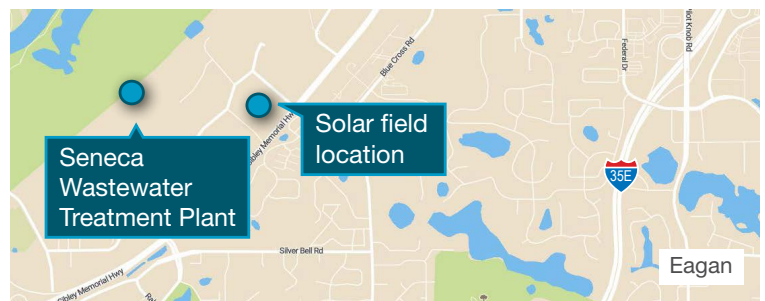 Blue Cross Rd
Federal Dr
Pilot Knob Rd
Solar field
location
Sibley Memorial Hwy
Seneca
Wastewater
Treatment Plant
35E
Silver Bell Rd
Eagan
Sibley Memorial Hwy